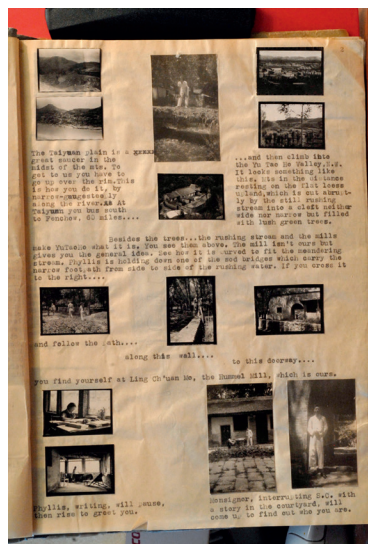 2
The Taiyuan plain is a xxxxx
great saucer in the
midst of the mts. To
get to us you have to
go up over the rim. This
is how you do it, by
narrow-gauge
along the river. At
Taiyuan you bus south
to Fenchow, 60 miles.....
...and then climb into
the Yu Tao Ho Valley.
It looks something like
this, its in the distance
resting on the flat loess
upland, which is cut abrupt-
ly by the still rushing
stream into a cleft neither
wide nor narrow but filled
with lush green trees.
Besides the trees...the rushing stream and the mills
make YuTaoHo what it is. You see them above. The mill isn't ours but
gives you the general idea. See how it is curved to fit the meandering
stream. Phyllis is holding down one of the sod bridges which carry the
narrow foot path from side to side of the rushing water. If you cross it
to the right....
and follow the path....
along this wall....
to this doorway....
you find yourself at Ling Ch'uan Mo, the Hummel Mill, which is ours.
Phyllis, writing, will pause,
then rise to greet you.
Monsignor, interrupting S.C. with
a story in the courtyard, will
come up to find out who you are.